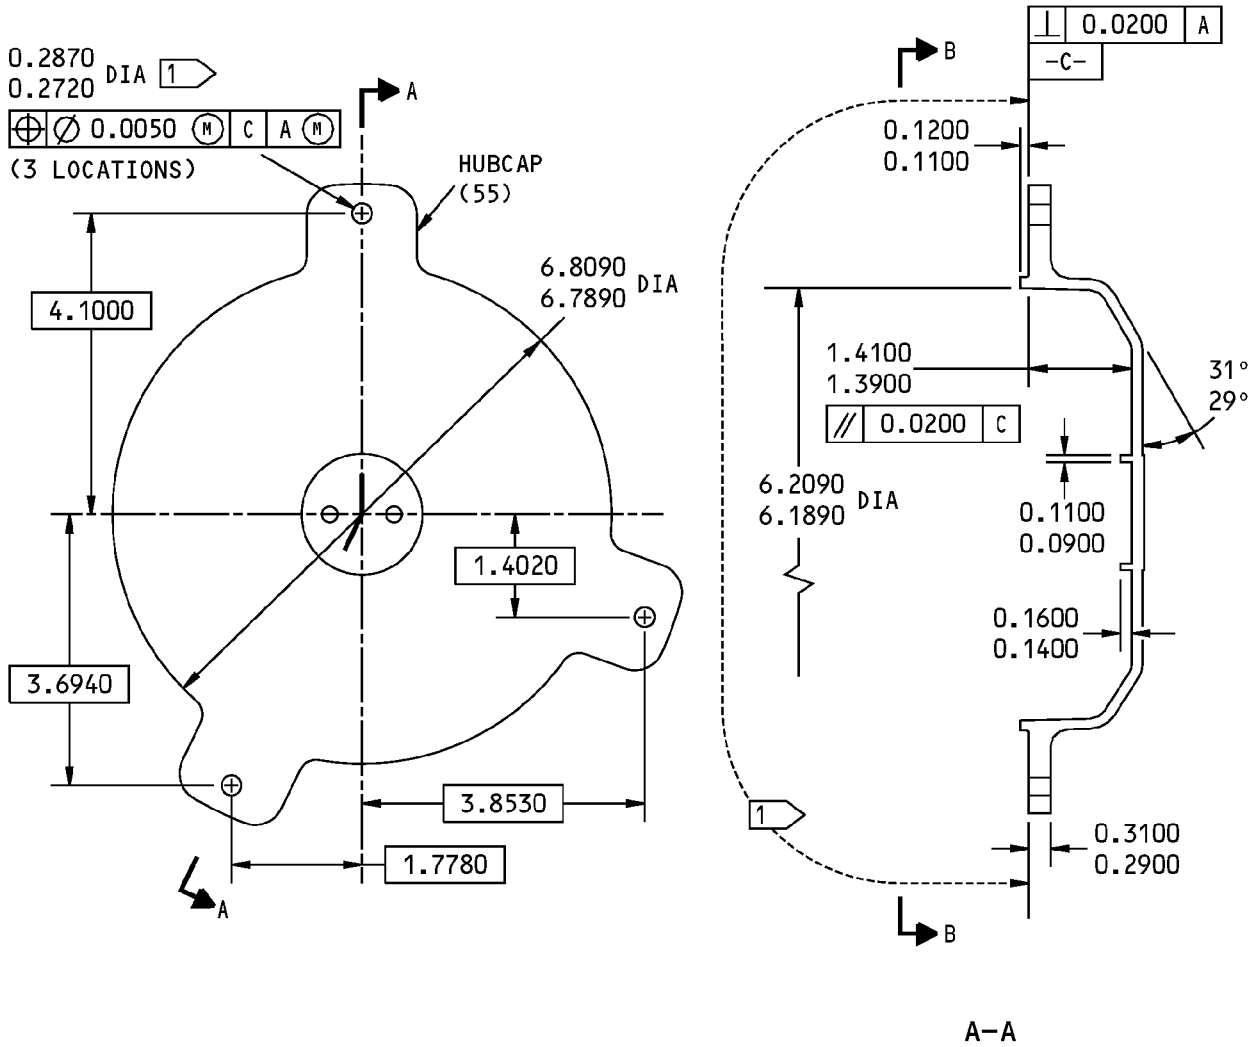 0.2870
0.2720 DIA 1
⌖ ⌀ 0.0050 Ⓜ C A Ⓜ
(3 LOCATIONS)
A
HUBCAP
(55)
4.1000
6.8090
6.7890 DIA
1.4020
3.6940
3.8530
1.7780
A
B
⊥ 0.0200 A
-C-
0.1200
0.1100
1.4100
1.3900
// 0.0200 C
31°
29°
6.2090
6.1890 DIA
0.1100
0.0900
0.1600
0.1400
1
0.3100
0.2900
B
A-A